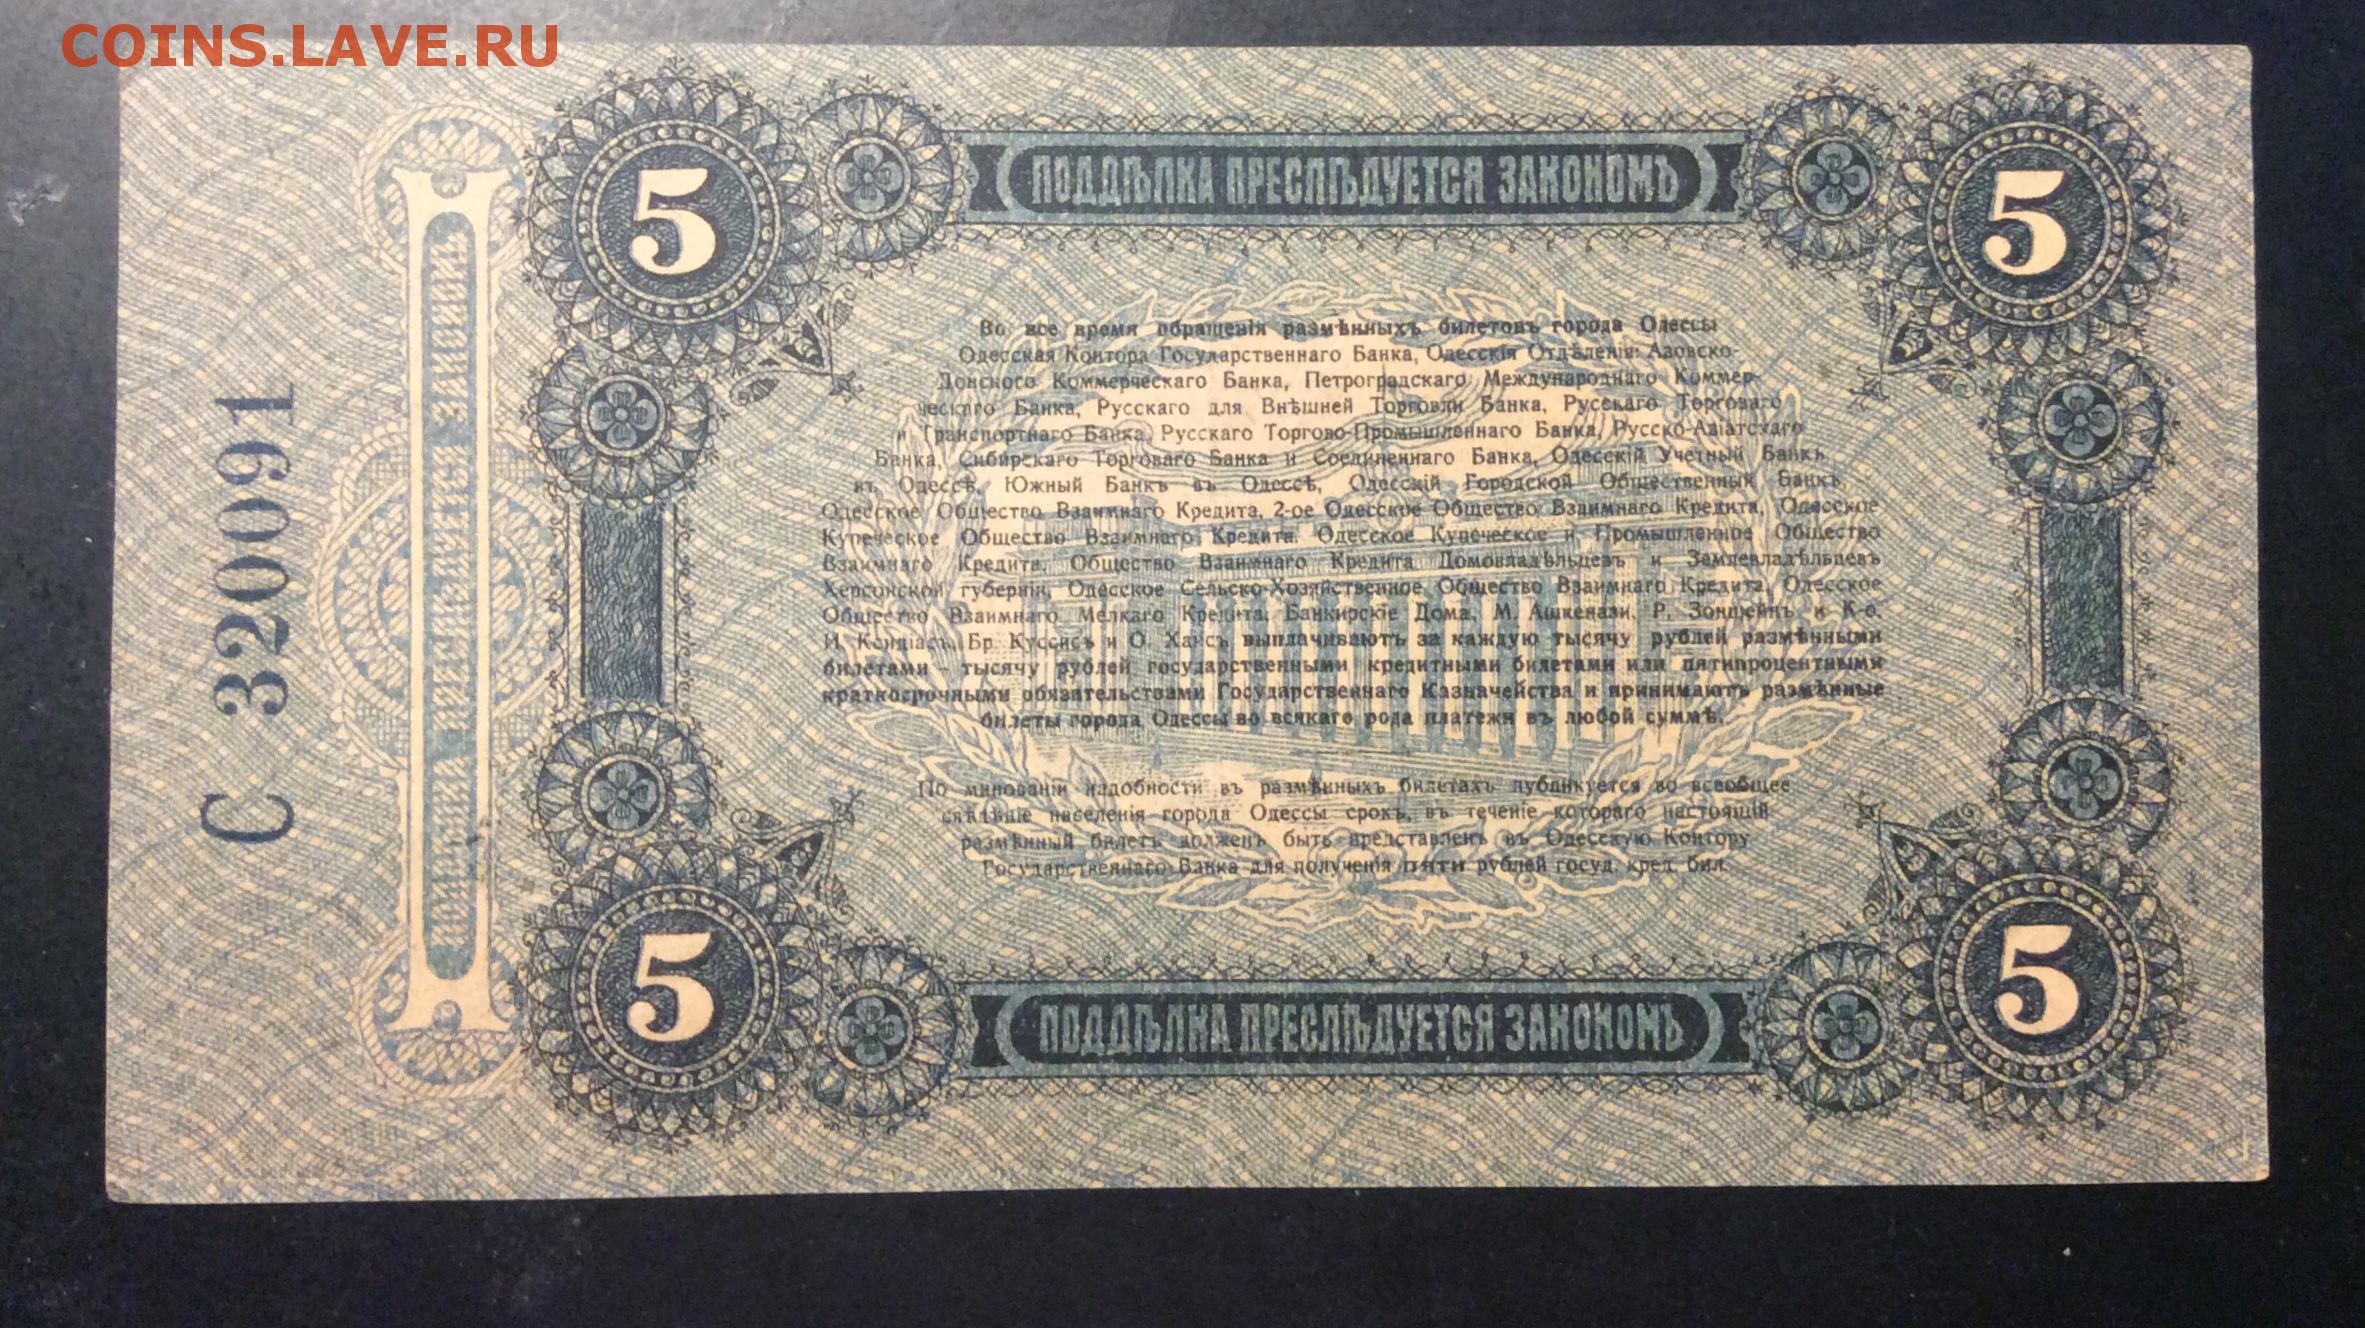 COINS.LAVE.RU
ПОДДѢЛКА ПРЕСЛѢДУЕТСЯ ЗАКОНОМЪ
5
5
С 320091
ПОДДѢЛКА ПРЕСЛѢДУЕТСЯ ЗАКОНОМЪ
Во все время обращенія размѣнныхъ билетовъ города Одессы
Одесская Контора Государственнаго Банка, Одесскія Отдѣленія: Азовско-
Донского Коммерческаго Банка, Петроградскаго Международнаго Коммер-
ческаго Банка, Русскаго для Внѣшней Торговли Банка, Русскаго Торговаго
и Транспортнаго Банка, Русскаго Торгово-Промышленнаго Банка, Русско-Азіатскаго
Банка, Сибирскаго Торговаго Банка и Соединеннаго Банка, Одесскій Учетный Банкъ
въ Одессѣ, Южный Банкъ въ Одессѣ, Одесскій Городской Общественный Банкъ,
Одесское Общество Взаимнаго Кредита, 2-ое Одесское Общество Взаимнаго Кредита, Одесское
Купеческое Общество Взаимнаго Кредита, Одесское Купеческое и Промышленное Общество
Взаимнаго Кредита, Общество Взаимнаго Кредита Домовладѣльцевъ и Землевладѣльцевъ
Херсонской губерніи, Одесское Сельско-Хозяйственное Общество Взаимнаго Кредита, Одесское
Общество Взаимнаго Мелкаго Кредита, Банкирскіе Дома, М. Ашкенази, Р. Зонщейнъ и К-о,
И. Ксидіасъ, Бр. Куссисъ и О. Хаисъ выплачиваютъ за каждую тысячу рублей размѣнными
билетами – тысячу рублей государственными кредитными билетами или пятипроцентными
краткосрочными обязательствами Государственнаго Казначейства и принимаютъ размѣнные
билеты города Одессы во всякаго рода платежи въ любой суммѣ.
По минованіи надобности въ размѣнныхъ билетахъ публикуется во всеобщее
свѣдѣніе населенія города Одессы срокъ, въ теченіе котораго настоящій
размѣнный билетъ долженъ быть представленъ въ Одесскую Контору
Государственнаго Банка для полученія пяти рублей госуд. кред. бил.
5
5
ПОДДѢЛКА ПРЕСЛѢДУЕТСЯ ЗАКОНОМЪ